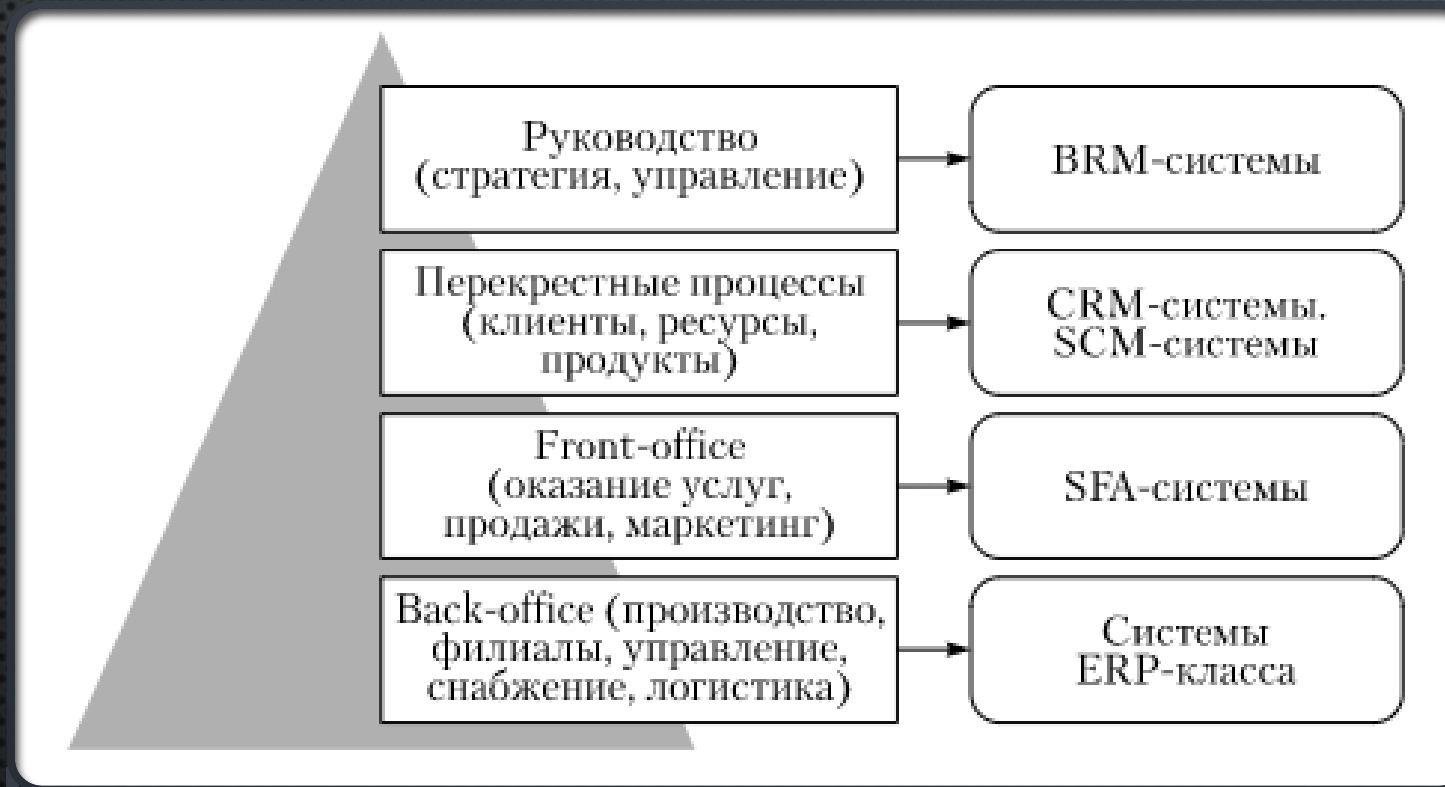 Руководство
(стратегия, управление)
BRM-системы
Перекрестные процессы
(клиенты, ресурсы,
продукты)
CRM-системы.
SCM-системы
Front-office
(оказание услуг,
продажи, маркетинг)
SFA-системы
Back-office (производство,
филиалы, управление,
снабжение, логистика)
Системы
ERP-класса